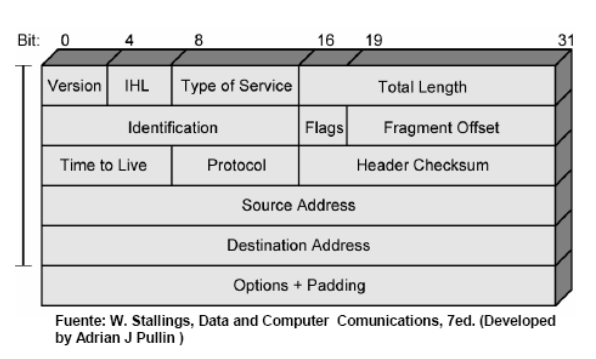 Bit: 0 4 8 16 19 31
Version IHL Type of Service Total Length
Identification Flags Fragment Offset
Time to Live Protocol Header Checksum
Source Address
Destination Address
Options + Padding
Fuente: W. Stallings, Data and Computer Comunications, 7ed. (Developed
by Adrian J Pullin )